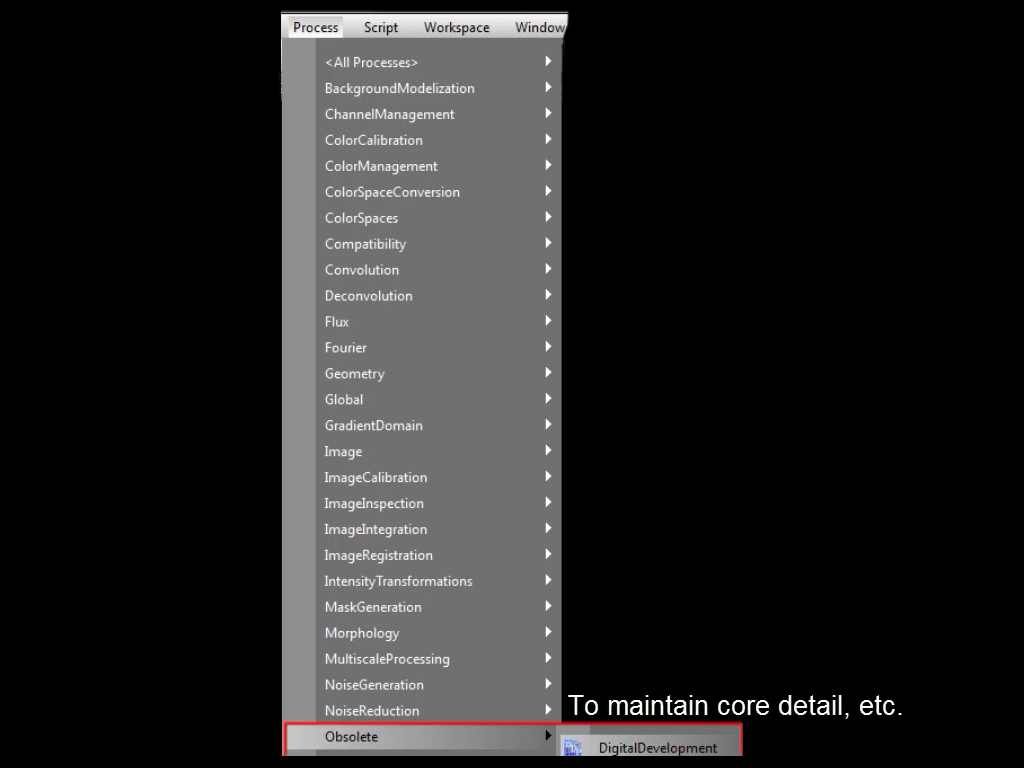 Process Script Workspace Window
<All Processes>
BackgroundModelization
ChannelManagement
ColorCalibration
ColorManagement
ColorSpaceConversion
ColorSpaces
Compatibility
Convolution
Deconvolution
Flux
Fourier
Geometry
Global
GradientDomain
Image
ImageCalibration
ImageInspection
ImageIntegration
ImageRegistration
IntensityTransformations
MaskGeneration
Morphology
MultiscaleProcessing
NoiseGeneration
NoiseReduction
To maintain core detail, etc.
Obsolete
DigitalDevelopment